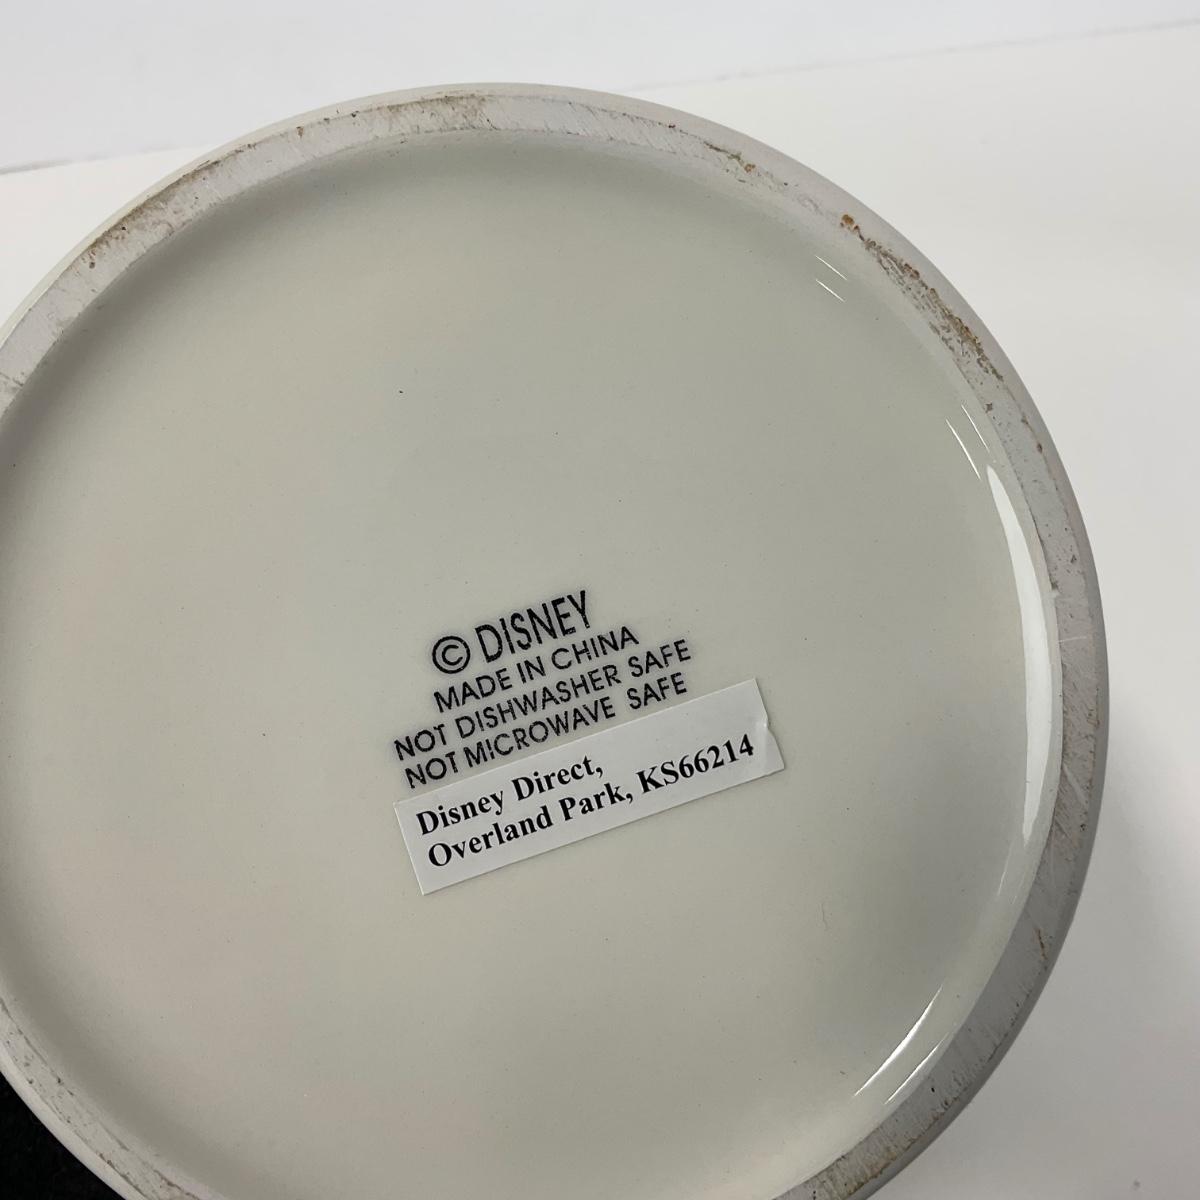 © DISNEY
MADE IN CHINA
NOT DISHWASHER SAFE
NOT MICROWAVE SAFE
Disney Direct,
Overland Park, KS66214